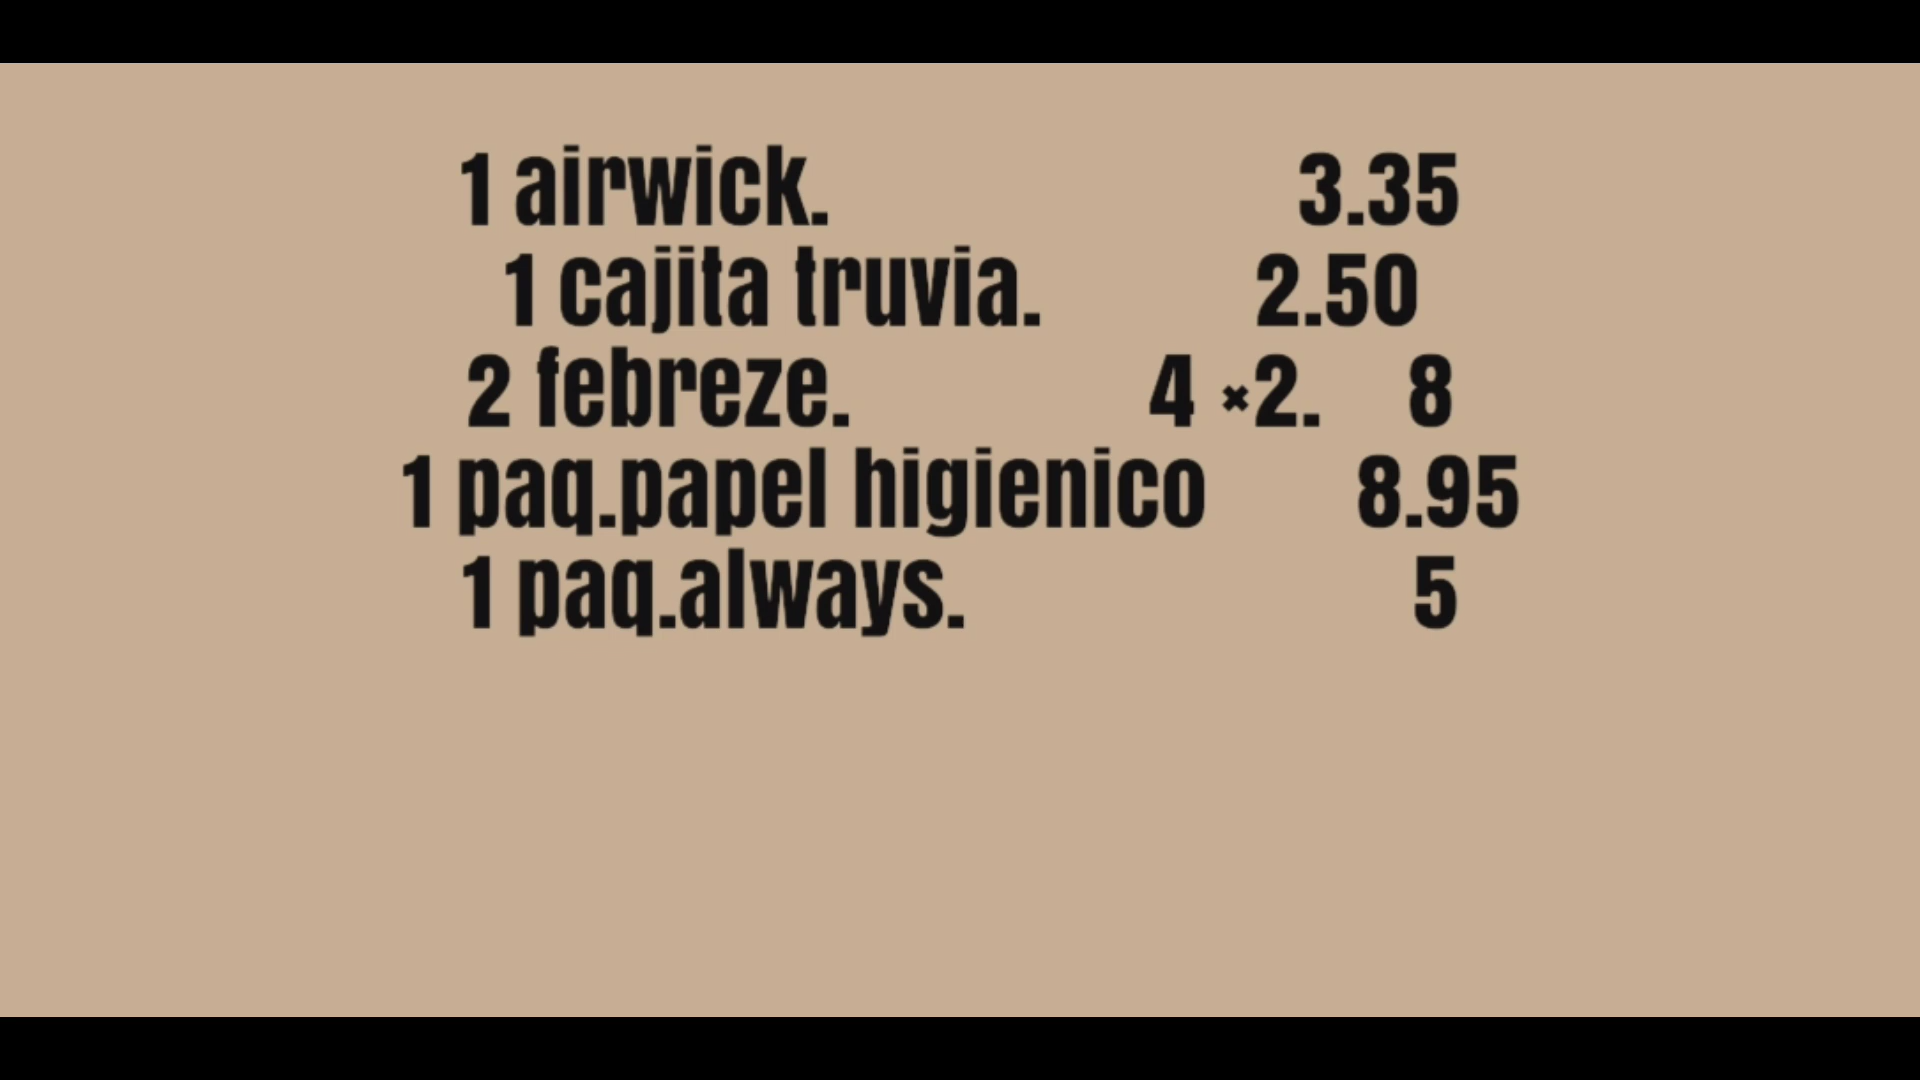 1 airwick. 3.35
1 cajita truvia. 2.50
2 febreze. 4 ×2. 8
1 paq.papel higienico 8.95
1 paq.always. 5